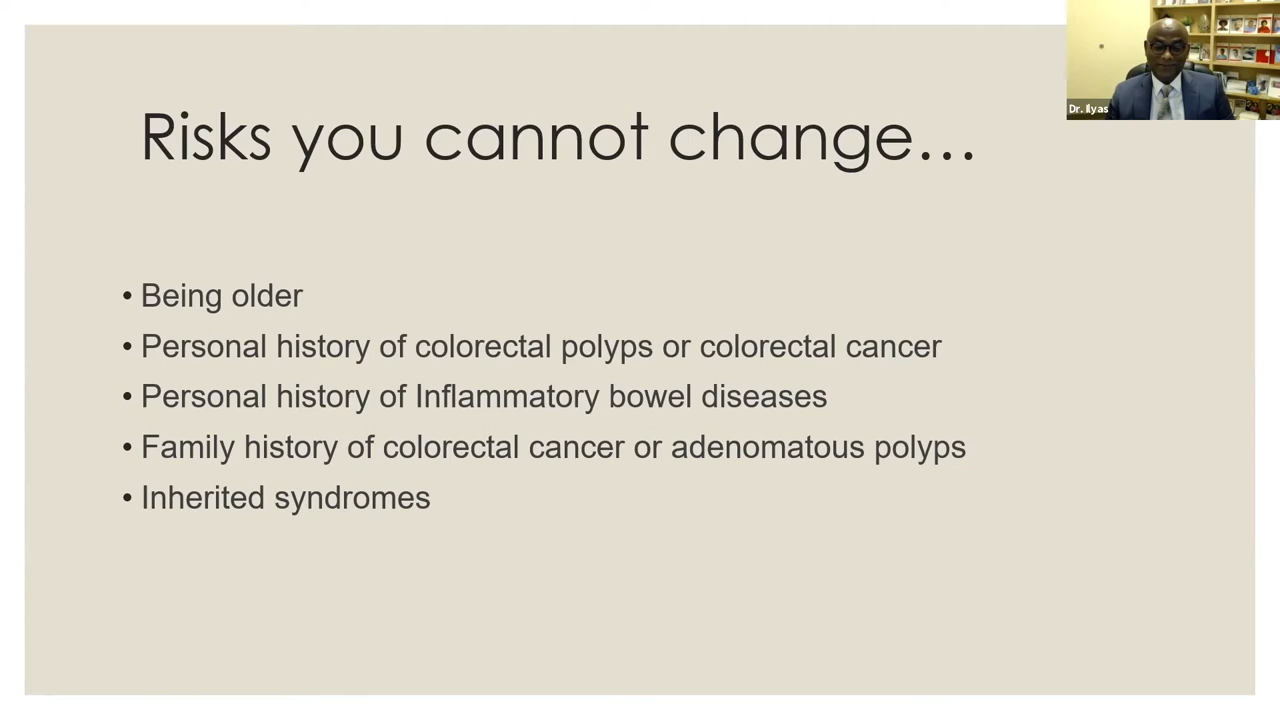 Risks you cannot change...
• Being older
• Personal history of colorectal polyps or colorectal cancer
• Personal history of Inflammatory bowel diseases
• Family history of colorectal cancer or adenomatous polyps
• Inherited syndromes
Dr. Ilyas